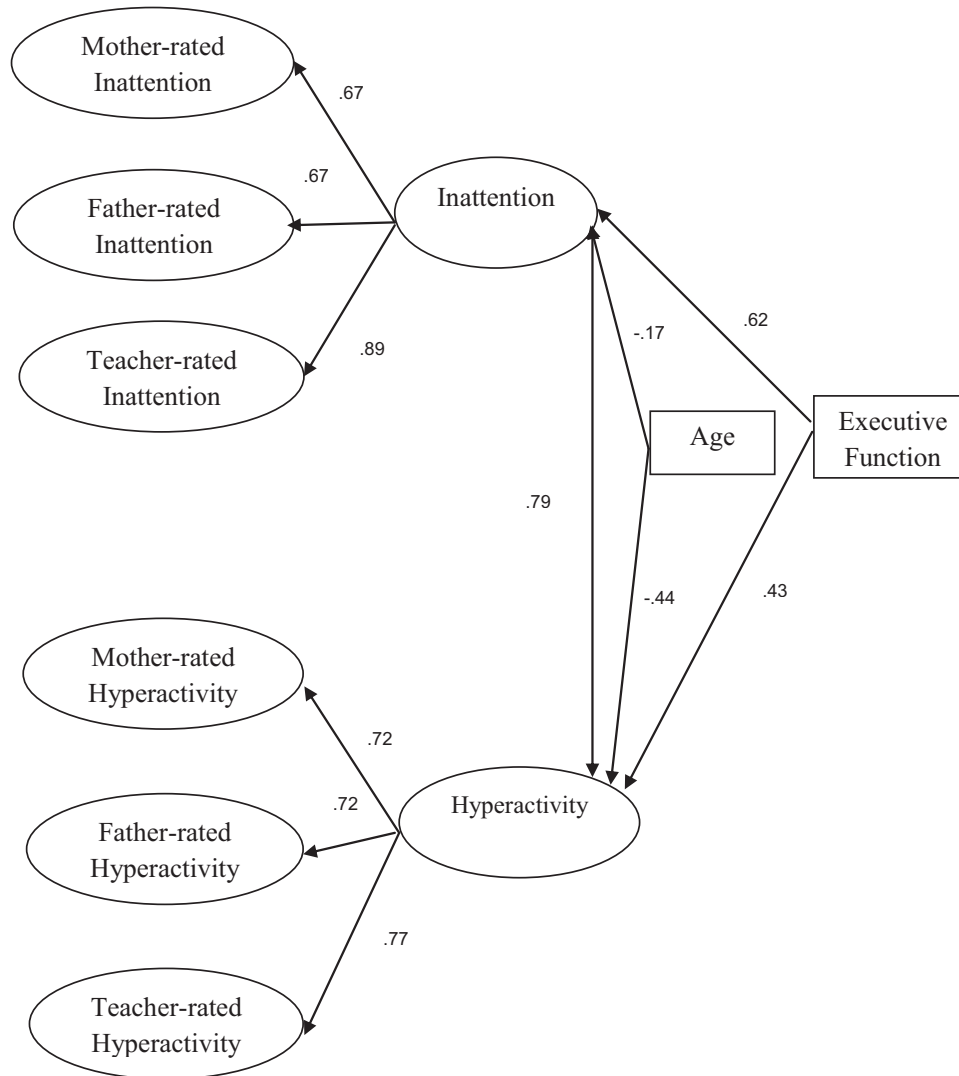 Mother-rated
Inattention
.67
.67
Father-rated
Inattention
Inattention
.89
Teacher-rated
Inattention
-.17
.62
Age
Executive
Function
.79
-.44
.43
Mother-rated
Hyperactivity
.72
.72
Hyperactivity
Father-rated
Hyperactivity
.77
Teacher-rated
Hyperactivity